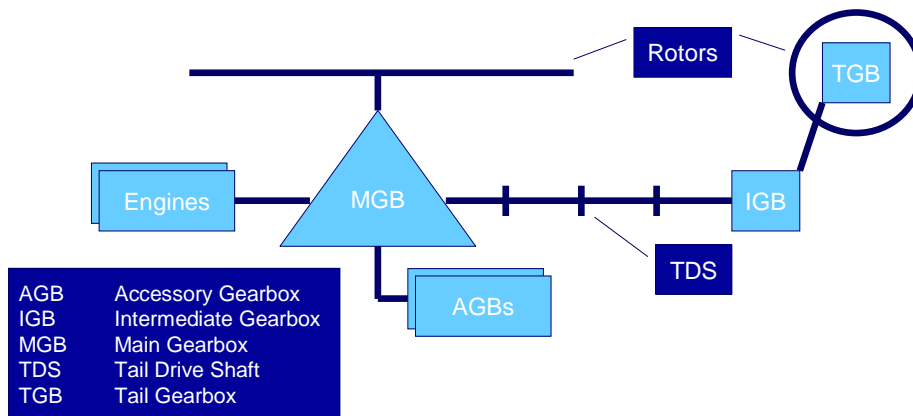 Rotors
TGB
Engines
MGB
IGB
TDS
AGBs
AGB Accessory Gearbox
IGB Intermediate Gearbox
MGB Main Gearbox
TDS Tail Drive Shaft
TGB Tail Gearbox